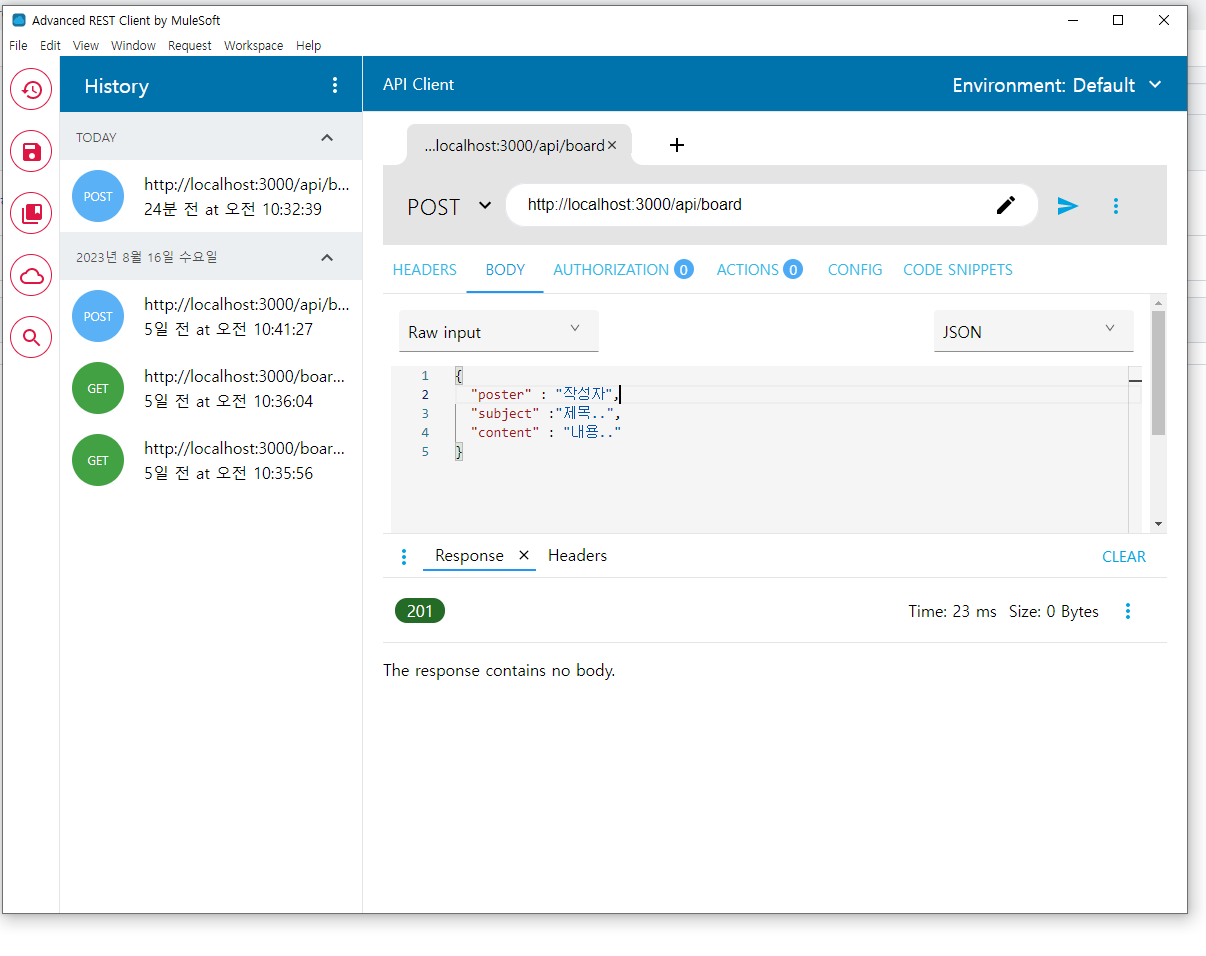 Advanced REST Client by MuleSoft
File Edit View Window Request Workspace Help
History
API Client
Environment: Default
TODAY
POST
http://localhost:3000/api/b...
24분 전 at 오전 10:32:39
2023년 8월 16일 수요일
POST
http://localhost:3000/api/b...
5일 전 at 오전 10:41:27
GET
http://localhost:3000/boar...
5일 전 at 오전 10:36:04
GET
http://localhost:3000/boar...
5일 전 at 오전 10:35:56
...localhost:3000/api/board
POST http://localhost:3000/api/board
HEADERS BODY AUTHORIZATION 0 ACTIONS 0 CONFIG CODE SNIPPETS
Raw input JSON
1 {
2 "poster" : "작성자",
3 "subject" :"제목..",
4 "content" : "내용.."
5 }
Response Headers CLEAR
201 Time: 23 ms Size: 0 Bytes
The response contains no body.